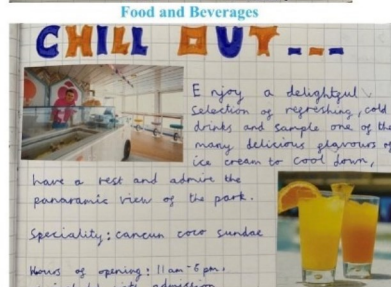 Food and Beverages
CHILL OUT...
Enjoy a delightful
selection of refreshing, cold
drinks and sample one of the
many delicious flavours of
ice cream to cool down,
have a rest and admire the
panaramic view of the park.
Speciality: cancun coco sundae
Hours of opening: 11am-6pm.